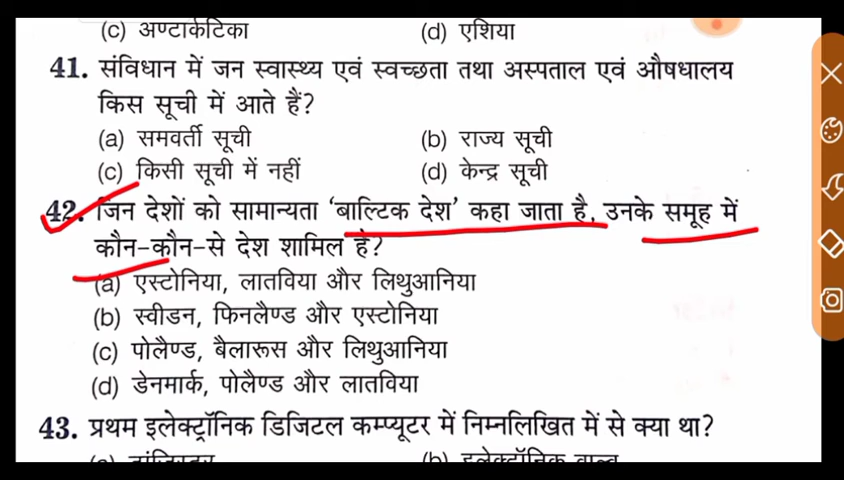 (c) अण्टार्कटिका (d) एशिया
41. संविधान में जन स्वास्थ्य एवं स्वच्छता तथा अस्पताल एवं औषधालय
किस सूची में आते हैं?
(a) समवर्ती सूची (b) राज्य सूची
(c) किसी सूची में नहीं (d) केन्द्र सूची
42. जिन देशों को सामान्यता 'बाल्टिक देश' कहा जाता है, उनके समूह में
कौन-कौन-से देश शामिल हैं?
(a) एस्टोनिया, लातविया और लिथुआनिया
(b) स्वीडन, फिनलैण्ड और एस्टोनिया
(c) पोलैण्ड, बैलारूस और लिथुआनिया
(d) डेनमार्क, पोलैण्ड और लातविया
43. प्रथम इलेक्ट्रॉनिक डिजिटल कम्प्यूटर में निम्नलिखित में से क्या था?
(a) ट्रांजिस्टर (b) इलेक्ट्रॉनिक वाल्व